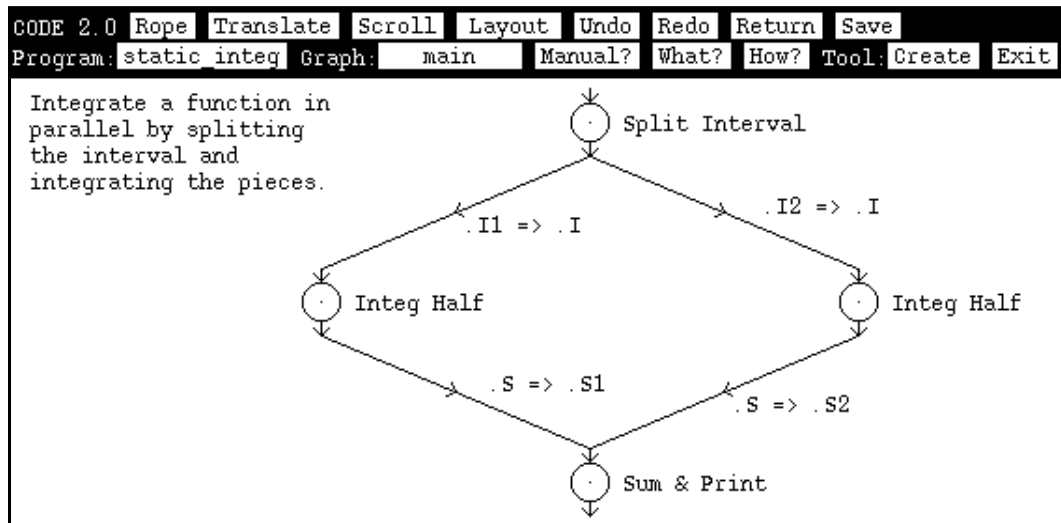 CODE 2.0 Rope Translate Scroll Layout Undo Redo Return Save
Program: static_integ Graph: main Manual? What? How? Tool: Create Exit
Integrate a function in
parallel by splitting
the interval and
integrating the pieces.
Split Interval
.I1 => .I
.I2 => .I
Integ Half
Integ Half
.S => .S1
.S => .S2
Sum & Print